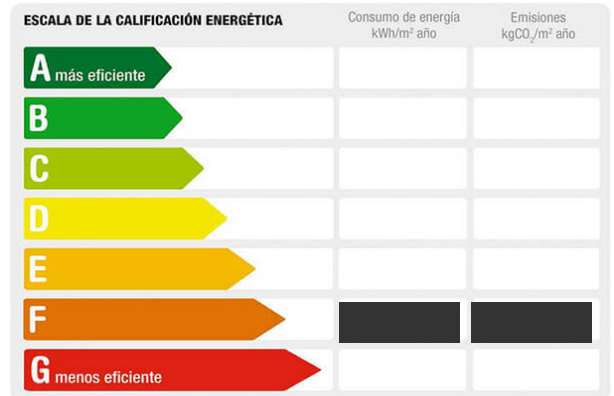 ESCALA DE LA CALIFICACIÓN ENERGÉTICA
Consumo de energía
kWh/m² año
Emisiones
kgCO₂/m² año
A más eficiente
B
C
D
E
F
G menos eficiente